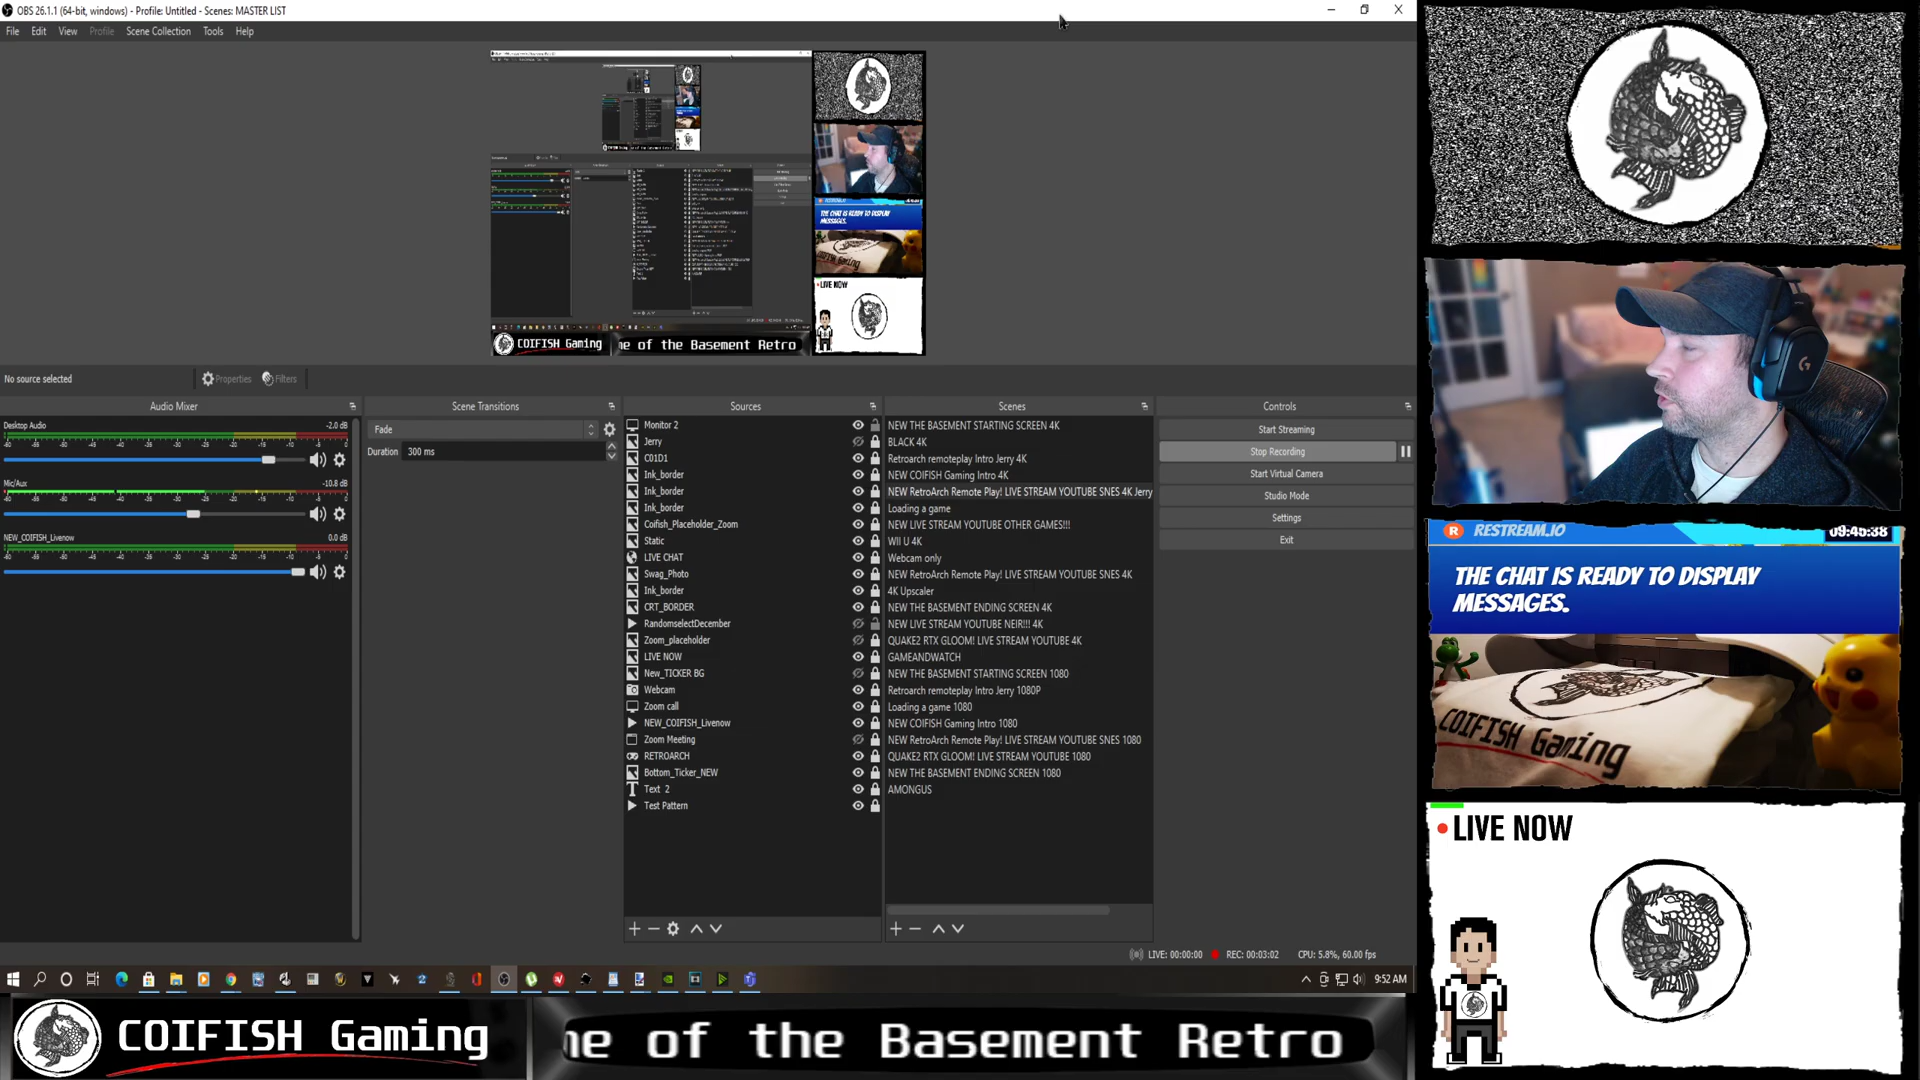 OBS 26.1.1 (64-bit, windows) - Profile: Untitled - Scenes: MASTER LIST
File Edit View Profile Scene Collection Tools Help
THE CHAT IS READY TO DISPLAY
MESSAGES.
LIVE NOW
COIFISH Gaming
ne of the Basement Retro
No source selected
Properties
Filters
Audio Mixer
Desktop Audio
-2.0 dB
Mic/Aux
-10.8 dB
NEW_COIFISH_Livenow
0.0 dB
Scene Transitions
Fade
Duration 300 ms
Sources
Monitor 2
Jerry
C01D1
Ink_border
Ink_border
Ink_border
Coifish_Placeholder_Zoom
Static
LIVE CHAT
Swag_Photo
Ink_border
CRT_BORDER
RandomselectDecember
Zoom_placeholder
LIVE NOW
New_TICKER BG
Webcam
Zoom call
NEW_COIFISH_Livenow
Zoom Meeting
RETROARCH
Bottom_Ticker_NEW
Text 2
Test Pattern
Scenes
NEW THE BASEMENT STARTING SCREEN 4K
BLACK 4K
Retroarch remoteplay Intro Jerry 4K
NEW COIFISH Gaming Intro 4K
NEW RetroArch Remote Play! LIVE STREAM YOUTUBE SNES 4K Jerry
Loading a game
NEW LIVE STREAM YOUTUBE OTHER GAMES!!!
WII U 4K
Webcam only
NEW RetroArch Remote Play! LIVE STREAM YOUTUBE SNES 4K
4K Upscaler
NEW THE BASEMENT ENDING SCREEN 4K
NEW LIVE STREAM YOUTUBE NEIR!!! 4K
QUAKE2 RTX GLOOM! LIVE STREAM YOUTUBE 4K
GAMEANDWATCH
NEW THE BASEMENT STARTING SCREEN 1080
Retroarch remoteplay Intro Jerry 1080P
Loading a game 1080
NEW COIFISH Gaming Intro 1080
NEW RetroArch Remote Play! LIVE STREAM YOUTUBE SNES 1080
QUAKE2 RTX GLOOM! LIVE STREAM YOUTUBE 1080
NEW THE BASEMENT ENDING SCREEN 1080
AMONGUS
Controls
Start Streaming
Stop Recording
Start Virtual Camera
Studio Mode
Settings
Exit
LIVE: 00:00:00
REC: 00:03:02
CPU: 5.8%, 60.00 fps
9:52 AM
G
R RESTREAM.IO
09:45:38
THE CHAT IS READY TO DISPLAY
MESSAGES.
COIFISH Gaming
LIVE NOW
COIFISH Gaming
ne of the Basement Retro